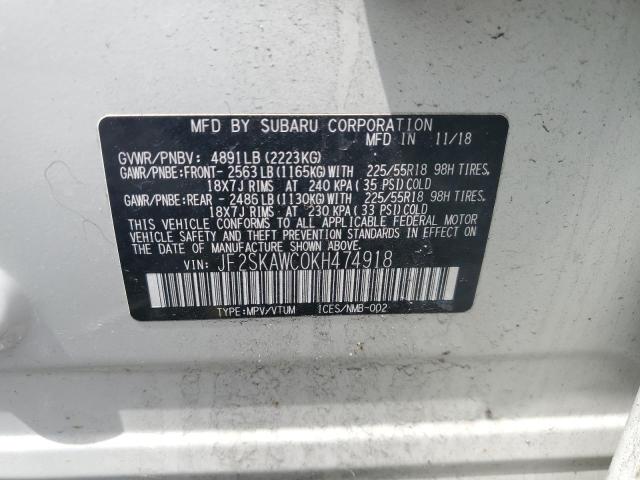 MFD BY SUBARU CORPORATION
MFD IN 11/18
GVWR/PNBV: 4891LB(2223KG)
GAWR/PNBE:FRONT- 2563LB(1165KG)WITH 225/55R18 98H TIRES,
18X7J RIMS AT 240 KPA(35 PSI)COLD
GAWR/PNBE:REAR - 2486LB(1130KG)WITH 225/55R18 98H TIRES,
18X7J RIMS AT 230 KPA(33 PSI)COLD
THIS VEHICLE CONFORMS TO ALL APPLICABLE FEDERAL MOTOR
VEHICLE SAFETY AND THEFT PREVENTION STANDARDS IN EFFECT ON
THE DATE OF MANUFACTURE SHOWN ABOVE.
VIN: JF2SKAWC0KH474918
TYPE:MPV/VTUM ICES/NMB-002